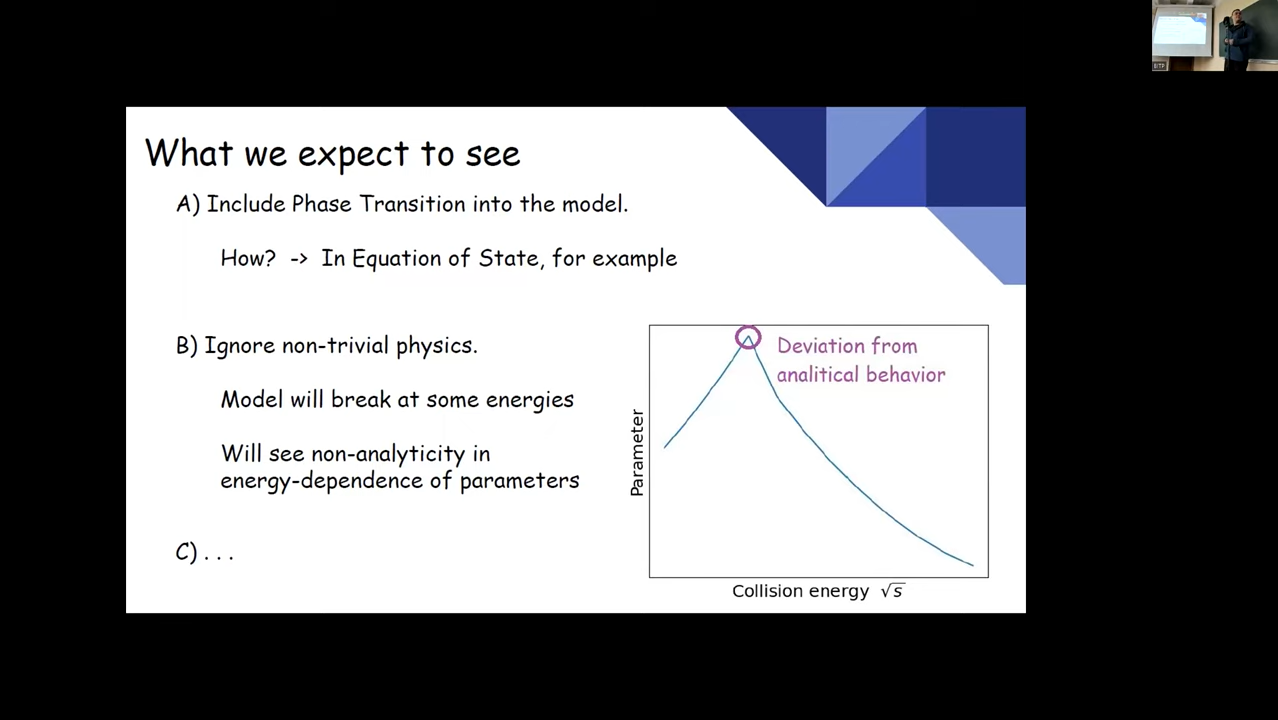 What we expect to see
A) Include Phase Transition into the model.
How? -> In Equation of State, for example
B) Ignore non-trivial physics.
Model will break at some energies
Will see non-analyticity in
energy-dependence of parameters
C) . . .
Deviation from
analitical behavior
Parameter
Collision energy √s
BITP